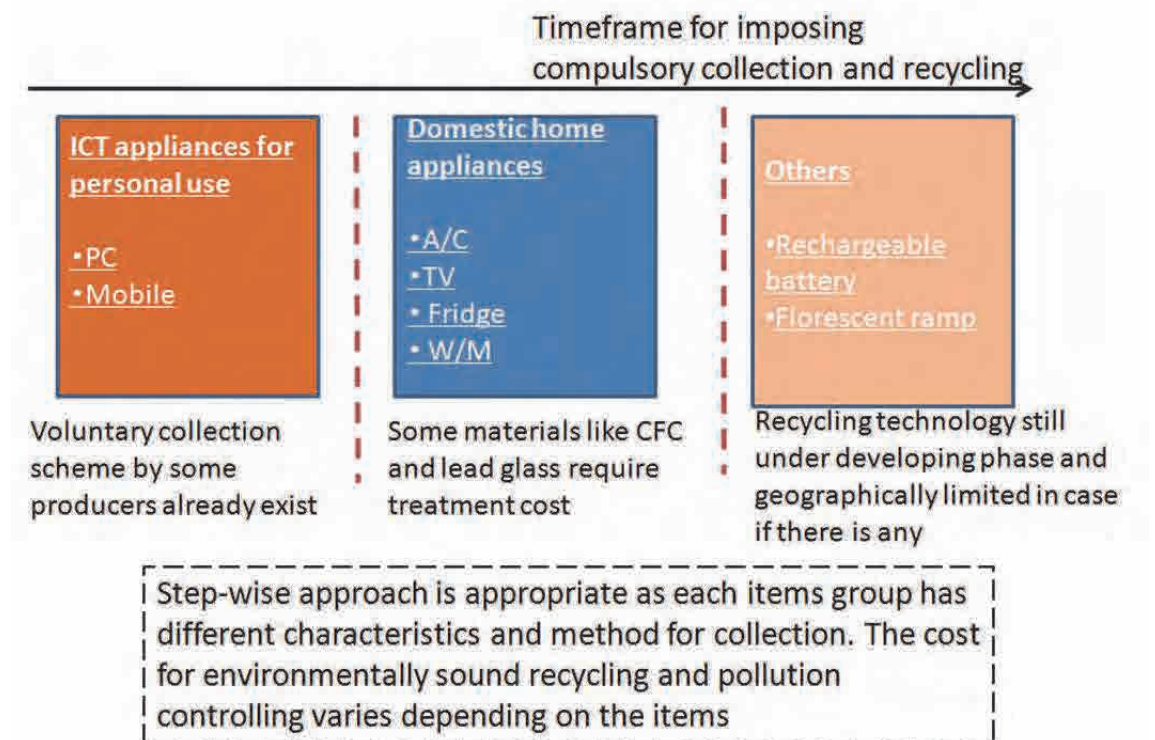 Timeframe for imposing
compulsory collection and recycling
ICT appliances for
personal use
•PC
•Mobile
Voluntary collection
scheme by some
producers already exist
Domestic home
appliances
•A/C
•TV
• Fridge
• W/M
Some materials like CFC
and lead glass require
treatment cost
Others
•Rechargeable
battery
•Florescent ramp
Recycling technology still
under developing phase and
geographically limited in case
if there is any
Step-wise approach is appropriate as each items group has
different characteristics and method for collection. The cost
for environmentally sound recycling and pollution
controlling varies depending on the items